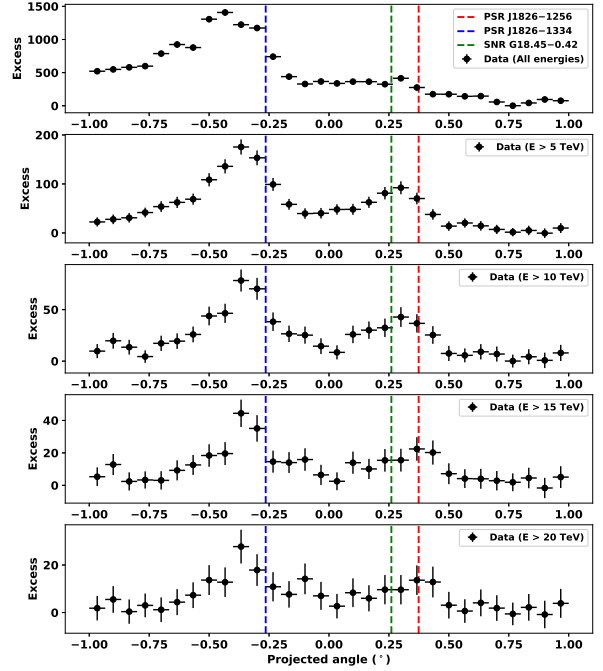 Excess
1500
1000
500
0
PSR J1826−1256
PSR J1826−1334
SNR G18.45−0.42
Data (All energies)
−1.00 −0.75 −0.50 −0.25 0.00 0.25 0.50 0.75 1.00
Excess
200
100
0
Data (E > 5 TeV)
−1.00 −0.75 −0.50 −0.25 0.00 0.25 0.50 0.75 1.00
Excess
50
0
Data (E > 10 TeV)
−1.00 −0.75 −0.50 −0.25 0.00 0.25 0.50 0.75 1.00
Excess
40
20
0
Data (E > 15 TeV)
−1.00 −0.75 −0.50 −0.25 0.00 0.25 0.50 0.75 1.00
Excess
20
0
Data (E > 20 TeV)
−1.00 −0.75 −0.50 −0.25 0.00 0.25 0.50 0.75 1.00
Projected angle (°)